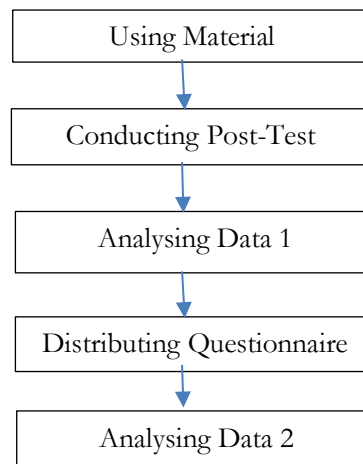 Using Material
Conducting Post-Test
Analysing Data 1
Distributing Questionnaire
Analysing Data 2